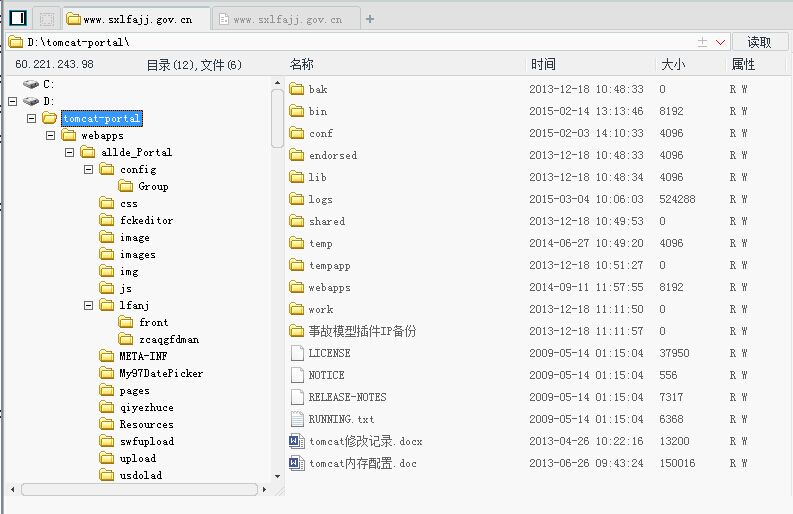 www.sxlfajj.gov.cn www.sxlfajj.gov.cn +
D:\tomcat-portal\ 读取
60.221.243.98 目录(12),文件(6) 名称 时间 大小 属性
C:
D:
tomcat-portal
webapps
allde_Portal
config
Group
css
fckeditor
image
images
img
js
lfanj
front
zcaqgfdman
META-INF
My97DatePicker
pages
qiyezhuce
Resources
swfupload
upload
usdolad
bak 2013-12-18 10:48:33 0 R W
bin 2015-02-14 13:13:46 8192 R W
conf 2015-02-03 14:10:33 4096 R W
endorsed 2013-12-18 10:48:33 4096 R W
lib 2013-12-18 10:48:34 4096 R W
logs 2015-03-04 10:06:03 524288 R W
shared 2013-12-18 10:49:53 0 R W
temp 2014-06-27 10:49:20 4096 R W
tempapp 2013-12-18 10:51:27 0 R W
webapps 2014-09-11 11:57:55 8192 R W
work 2013-12-18 11:11:50 0 R W
事故模型插件IP备份 2013-12-18 11:11:57 0 R W
LICENSE 2009-05-14 01:15:04 37950 R W
NOTICE 2009-05-14 01:15:04 556 R W
RELEASE-NOTES 2009-05-14 01:15:04 7317 R W
RUNNING.txt 2009-05-14 01:15:04 6368 R W
tomcat修改记录.docx 2013-04-26 10:22:16 13200 R W
tomcat内存配置.doc 2013-06-26 09:43:24 150016 R W